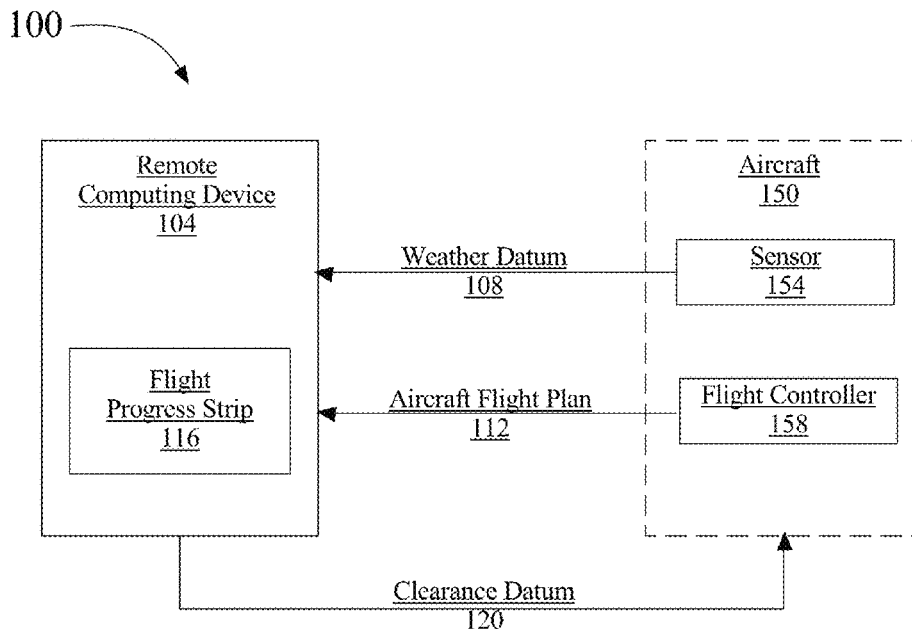 100
Remote
Computing Device
104
Aircraft
150
Weather Datum
108
Sensor
154
Flight
Progress Strip
116
Aircraft Flight Plan
112
Flight Controller
158
Clearance Datum
120